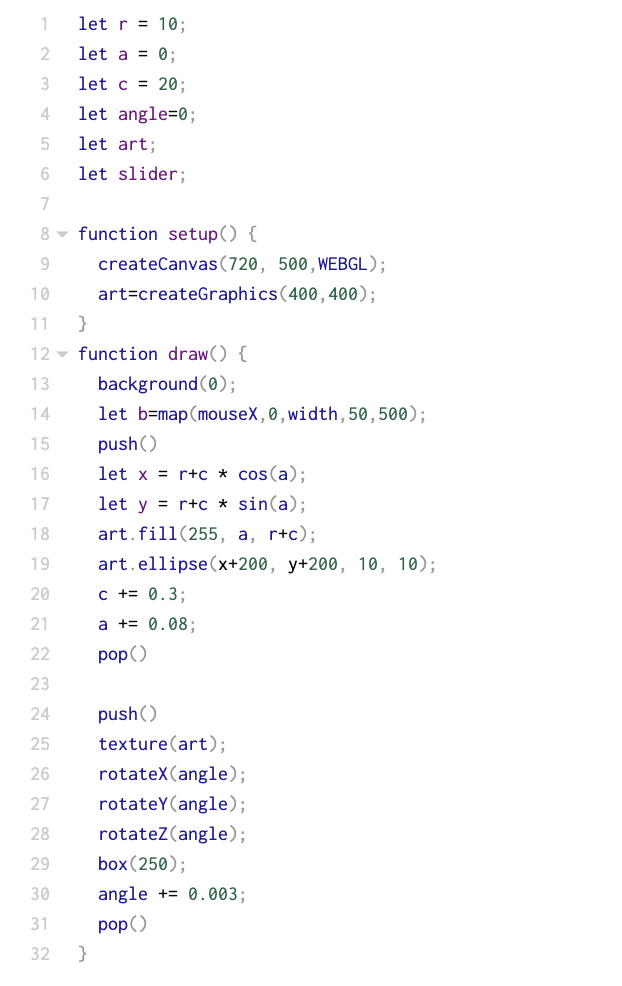 1 let r = 10;
2 let a = 0;
3 let c = 20;
4 let angle=0;
5 let art;
6 let slider;
7
8 function setup() {
9   createCanvas(720, 500,WEBGL);
10   art=createGraphics(400,400);
11 }
12 function draw() {
13   background(0);
14   let b=map(mouseX,0,width,50,500);
15   push()
16   let x = r+c * cos(a);
17   let y = r+c * sin(a);
18   art.fill(255, a, r+c);
19   art.ellipse(x+200, y+200, 10, 10);
20   c += 0.3;
21   a += 0.08;
22   pop()
23
24   push()
25   texture(art);
26   rotateX(angle);
27   rotateY(angle);
28   rotateZ(angle);
29   box(250);
30   angle += 0.003;
31   pop()
32 }